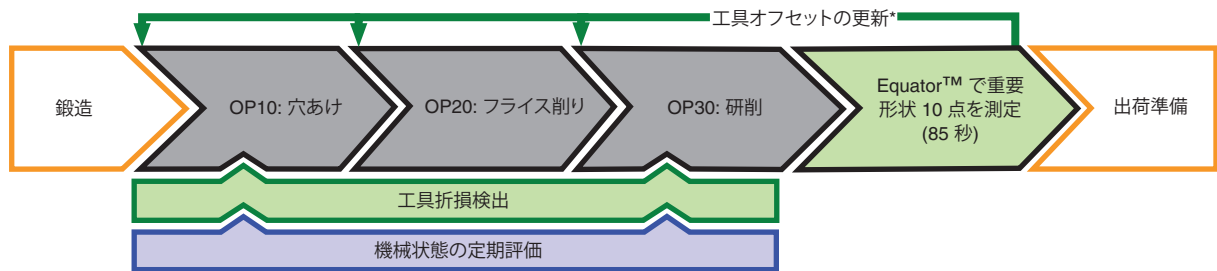 工具オフセットの更新*
鍛造
OP10: 穴あけ
OP20: フライス削り
OP30: 研削
Equator™ で重要
形状 10 点を測定
(85 秒)
出荷準備
工具折損検出
機械状態の定期評価